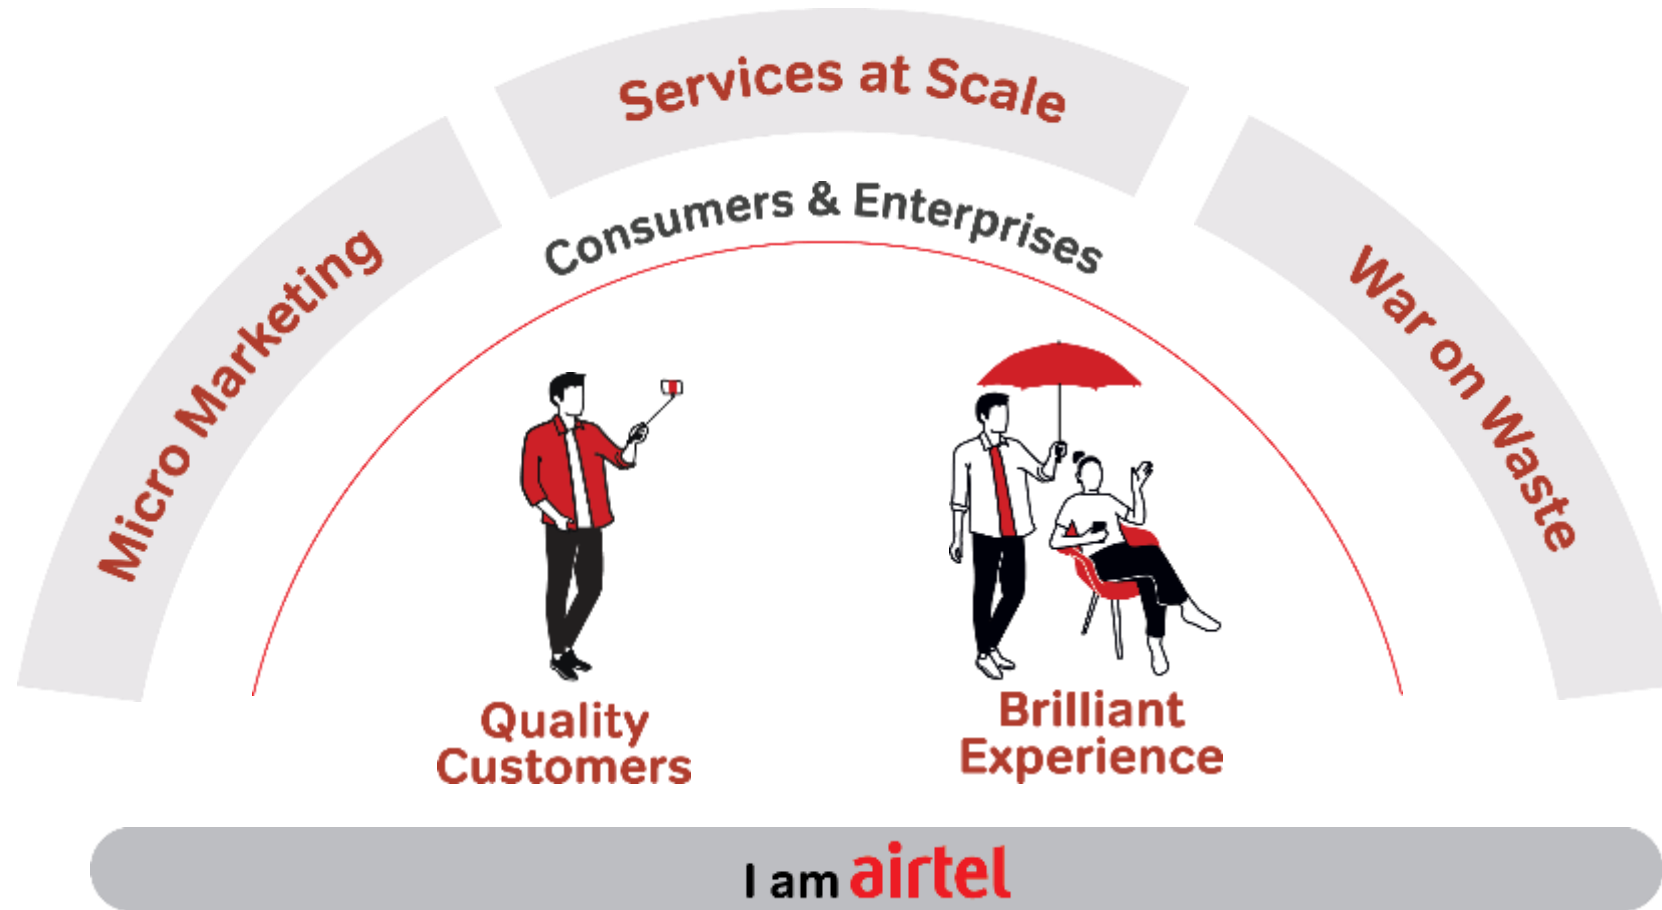 Services at Scale
Micro Marketing
War on Waste
Consumers & Enterprises
Quality
Customers
Brilliant
Experience
I am airtel